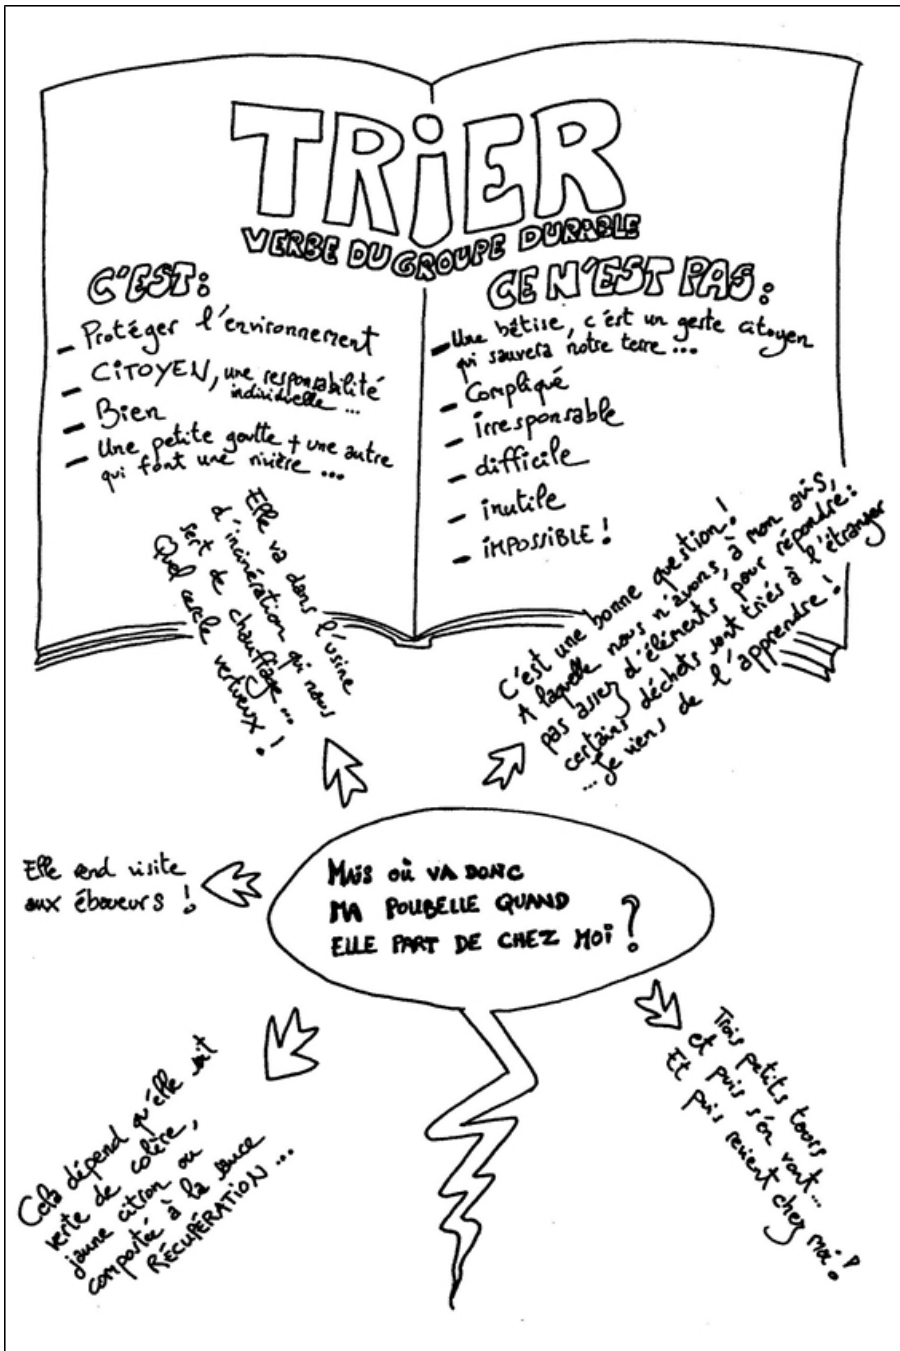 TRiER
VERBE DU GROUPE DURABLE
C'EST:
- Protéger l'environnement
- CiTOYEN, une responsabilité
individuelle ...
- Bien
- Une petite goutte + une autre
qui font une rivière ...
CE N'EST PAS:
- Une bêtise, c'est un geste citoyen
qui sauvera notre terre ...
- Compliqué
- irresponsable
- difficile
- inutile
- iMPOSSiBLE !
Elle va dans l'usine
d'incinération qui nous
sert de chauffage ...
Quel cercle vertueux !
C'est une bonne question !
A laquelle nous n'avons, à mon avis,
pas assez d'éléments pour répondre :
certains déchets sont triés à l'étranger
... Je viens de l'apprendre !
Elle rend visite
aux éboueurs !
MAiS Où VA DONC
MA POUBELLE QUAND
ELLE PART DE CHEZ MOi ?
Cela dépend qu'elle soit
verte de colère,
jaune citron ou
compostée à la sauce
RÉCUPÉRATION ...
Trois petits tours
et puis s'en vont...
Et puis revient chez moi !